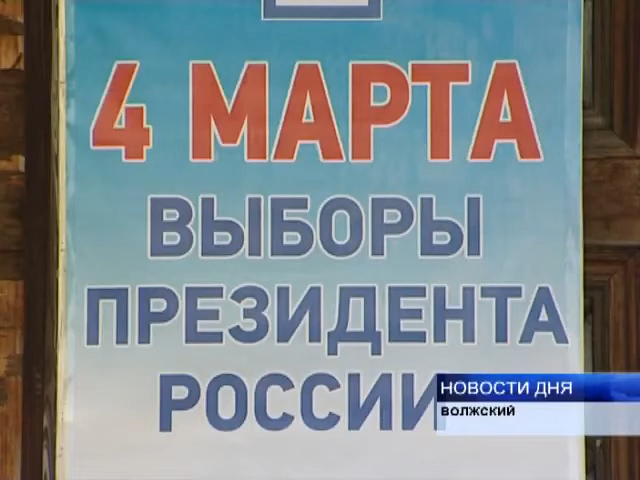 4 МАРТА
ВЫБОРЫ
ПРЕЗИДЕНТА
РОССИИ
НОВОСТИ ДНЯ
ВОЛЖСКИЙ